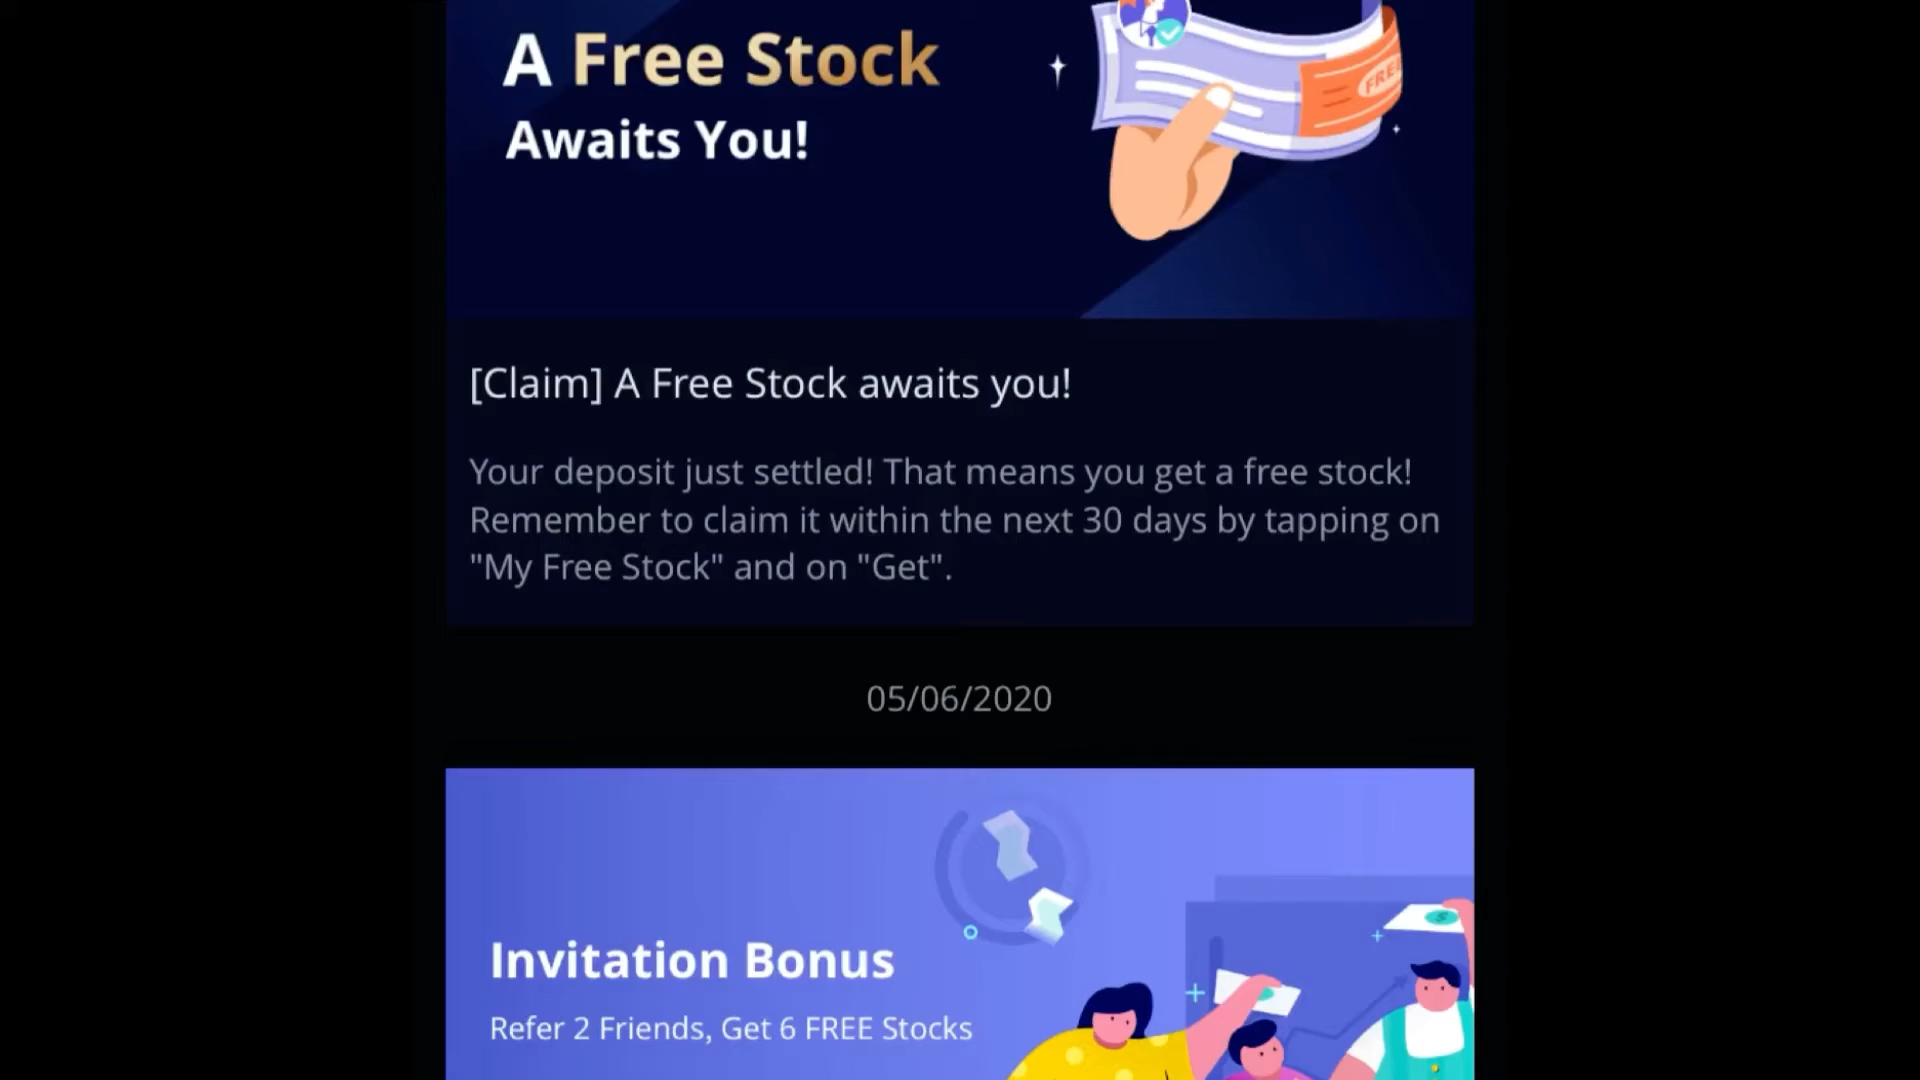 A Free Stock
Awaits You!
FREE
[Claim] A Free Stock awaits you!
Your deposit just settled! That means you get a free stock!
Remember to claim it within the next 30 days by tapping on
"My Free Stock" and on "Get".
05/06/2020
Invitation Bonus
Refer 2 Friends, Get 6 FREE Stocks
$